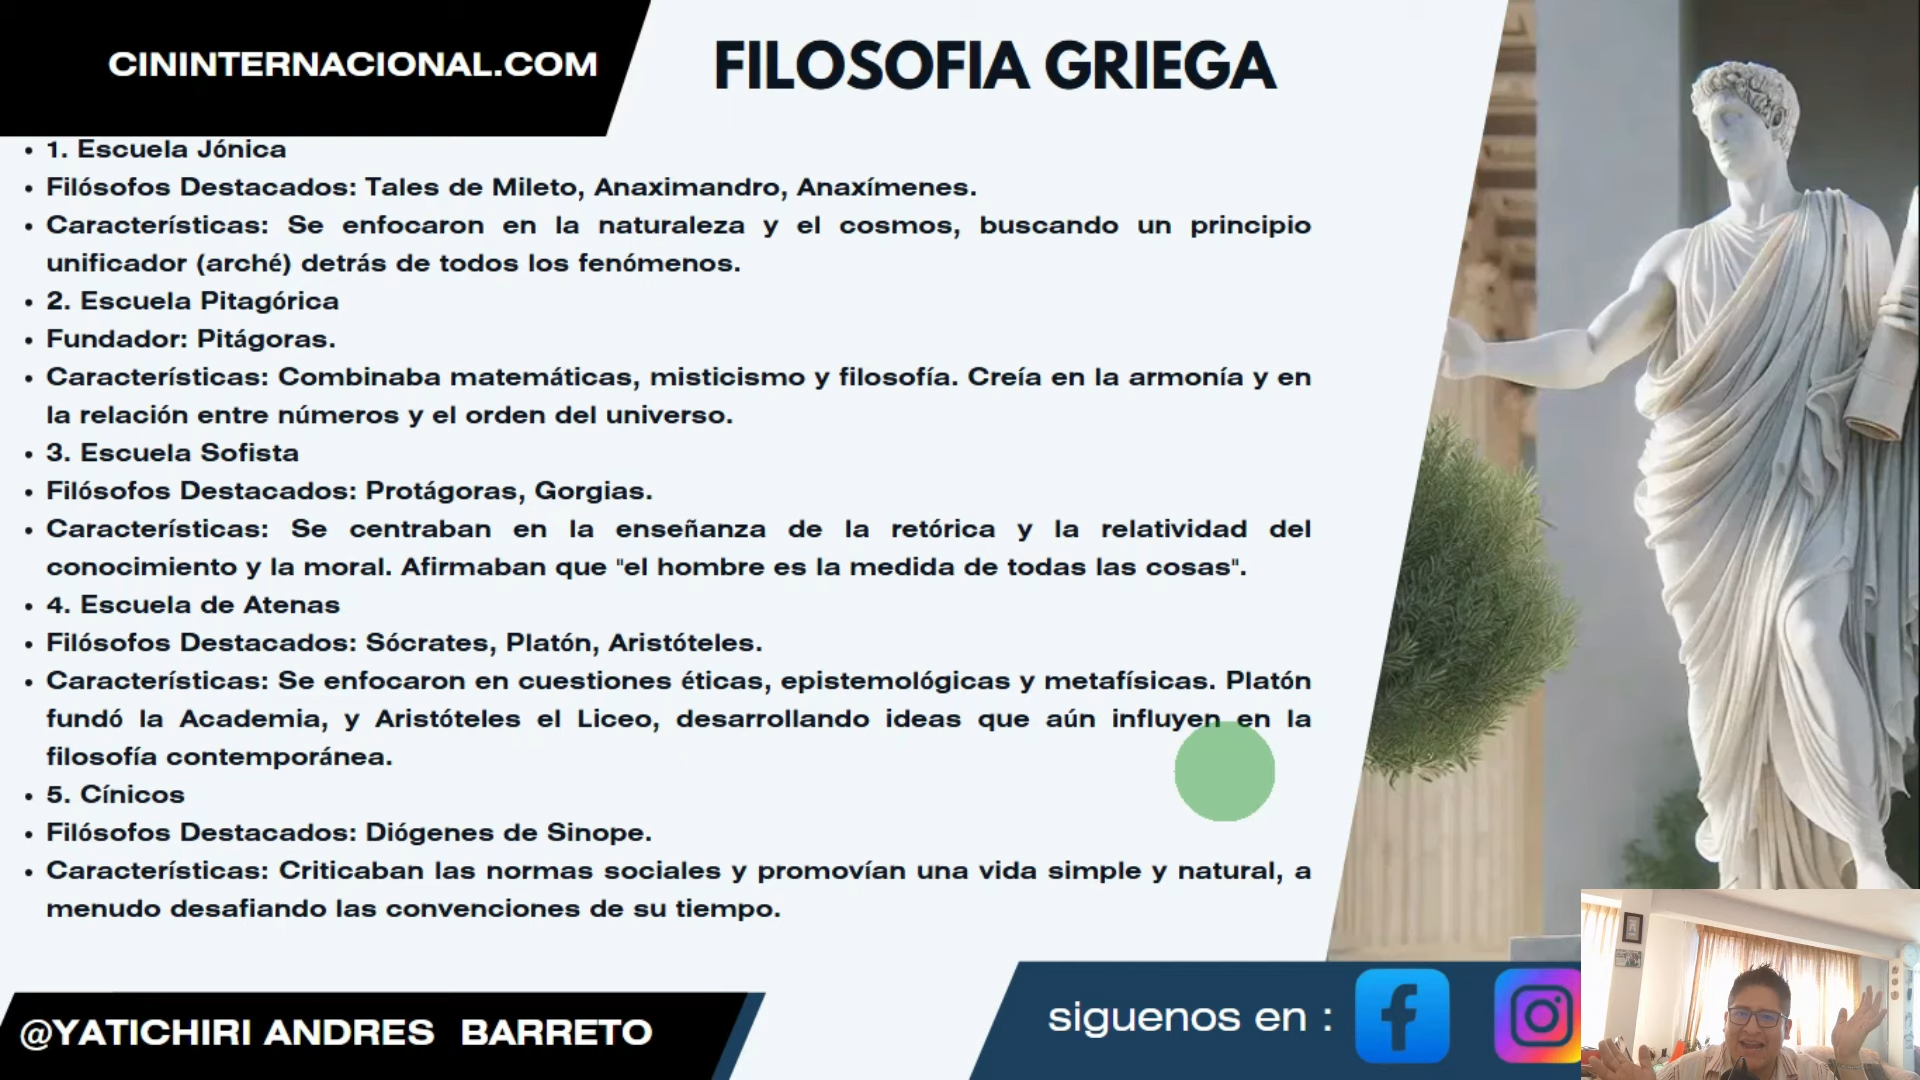 CININTERNACIONAL.COM
FILOSOFIA GRIEGA
• 1. Escuela Jónica
• Filósofos Destacados: Tales de Mileto, Anaximandro, Anaxímenes.
• Características: Se enfocaron en la naturaleza y el cosmos, buscando un principio
unificador (arché) detrás de todos los fenómenos.
• 2. Escuela Pitagórica
• Fundador: Pitágoras.
• Características: Combinaba matemáticas, misticismo y filosofía. Creía en la armonía y en
la relación entre números y el orden del universo.
• 3. Escuela Sofista
• Filósofos Destacados: Protágoras, Gorgias.
• Características: Se centraban en la enseñanza de la retórica y la relatividad del
conocimiento y la moral. Afirmaban que "el hombre es la medida de todas las cosas".
• 4. Escuela de Atenas
• Filósofos Destacados: Sócrates, Platón, Aristóteles.
• Características: Se enfocaron en cuestiones éticas, epistemológicas y metafísicas. Platón
fundó la Academia, y Aristóteles el Liceo, desarrollando ideas que aún influyen en la
filosofía contemporánea.
• 5. Cínicos
• Filósofos Destacados: Diógenes de Sinope.
• Características: Criticaban las normas sociales y promovían una vida simple y natural, a
menudo desafiando las convenciones de su tiempo.
@YATICHIRI ANDRES BARRETO
siguenos en :